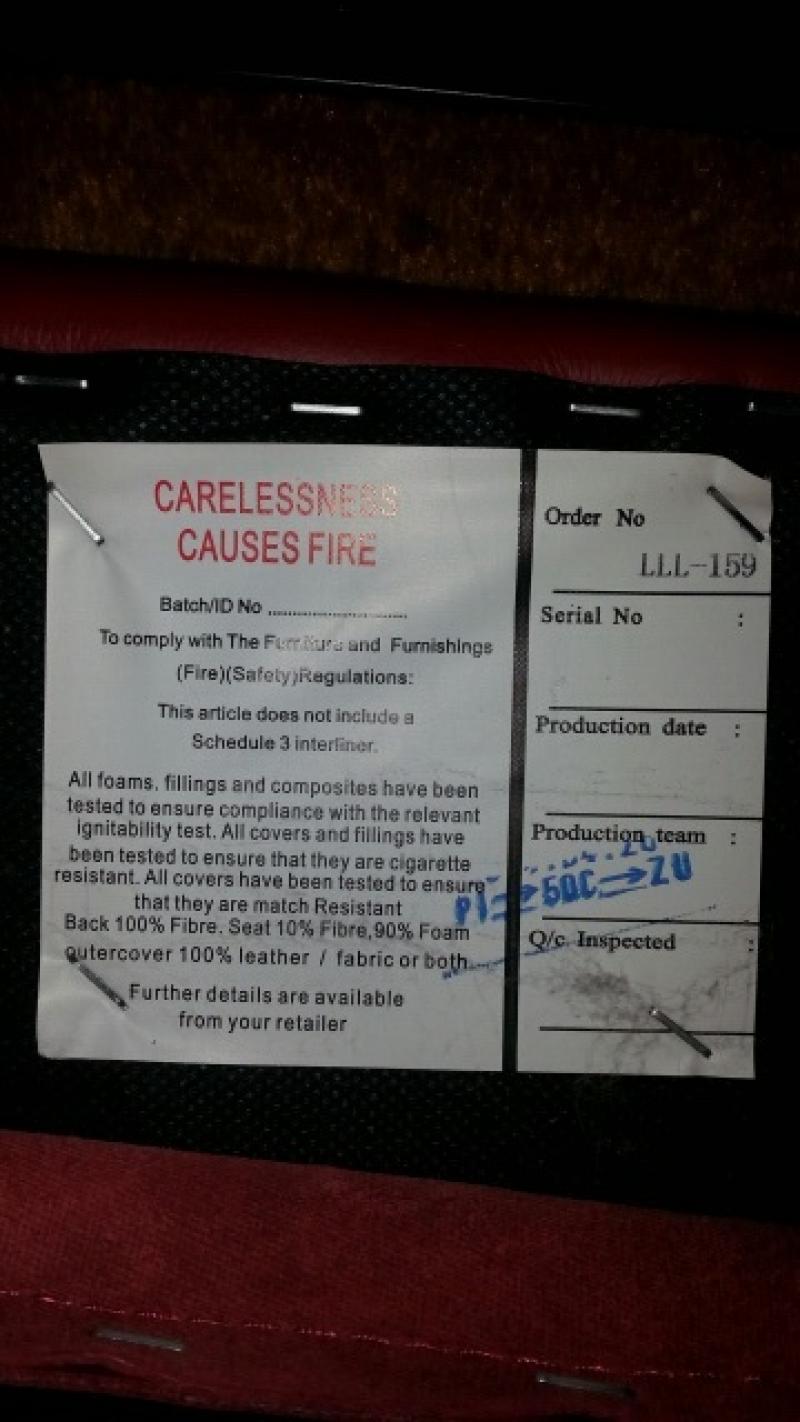 CARELESSNESS
CAUSES FIRE
Batch/ID No ................................
To comply with The Furniture and Furnishings
(Fire)(Safety)Regulations:
This article does not include a
Schedule 3 interliner.
All foams, fillings and composites have been
tested to ensure compliance with the relevant
ignitability test. All covers and fillings have
been tested to ensure that they are cigarette
resistant. All covers have been tested to ensure
that they are match Resistant
Back 100% Fibre. Seat 10% Fibre,90% Foam
outercover 100% leather / fabric or both
Further details are available
from your retailer
Order No
LLL-159
Serial No :
Production date :
Production team :
Q/c Inspected :